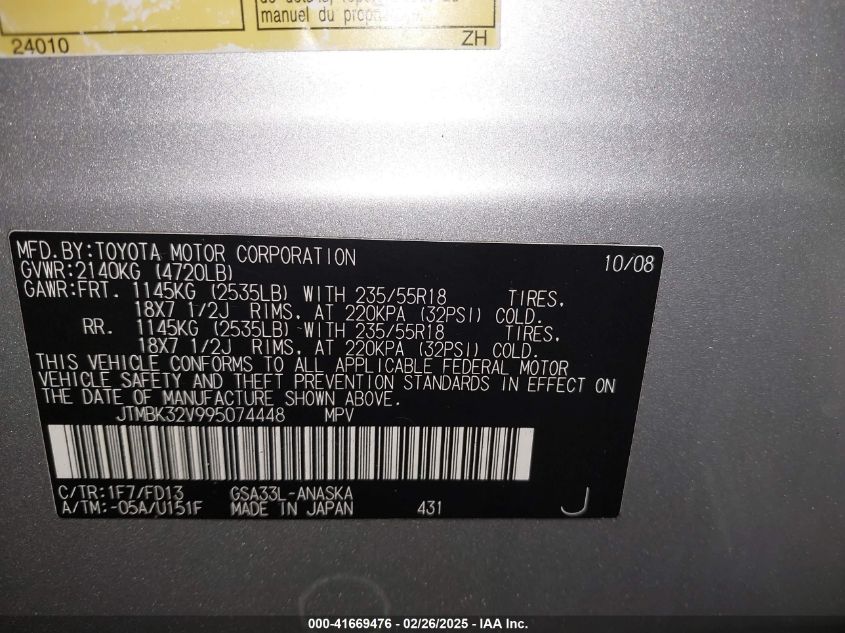 manuel du
24010
ZH
MFD.BY:TOYOTA MOTOR CORPORATION 10/08
GVWR:2140KG (4720LB)
GAWR:FRT. 1145KG (2535LB) WITH 235/55R18 TIRES,
18X7 1/2J RIMS, AT 220KPA (32PSI) COLD.
RR. 1145KG (2535LB) WITH 235/55R18 TIRES,
18X7 1/2J RIMS, AT 220KPA (32PSI) COLD.
THIS VEHICLE CONFORMS TO ALL APPLICABLE FEDERAL MOTOR
VEHICLE SAFETY AND THEFT PREVENTION STANDARDS IN EFFECT ON
THE DATE OF MANUFACTURE SHOWN ABOVE.
JTMBK32V995074448 MPV
C/TR:1F7/FD13 GSA33L-ANASKA
A/TM:-05A/U151F MADE IN JAPAN 431 J
000-41669476 - 02/26/2025 - IAA Inc.